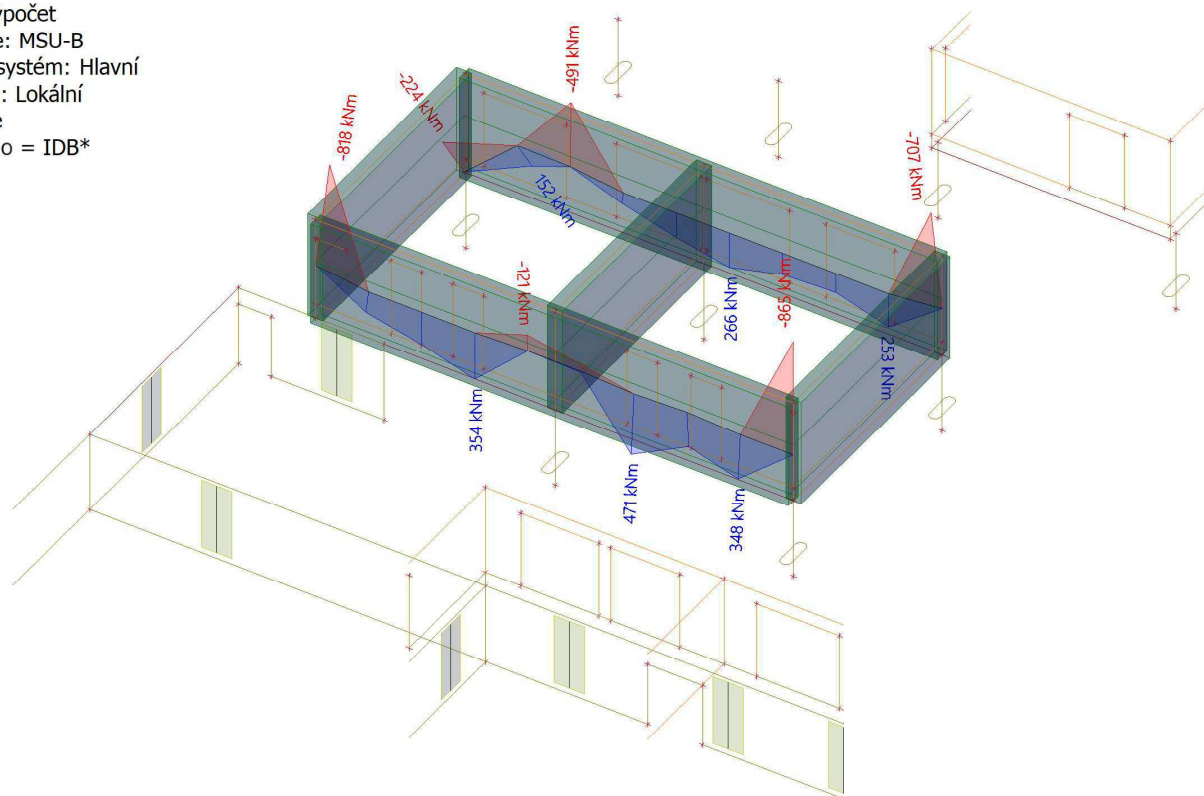 ýpočet
e: MSU-B
systém: Hlavní
: Lokální
e
o = IDB*
-491 kNm
-224 kNm
-818 kNm
-707 kNm
152 kNm
-121 kNm
266 kNm
-865 kNm
253 kNm
354 kNm
471 kNm
348 kNm